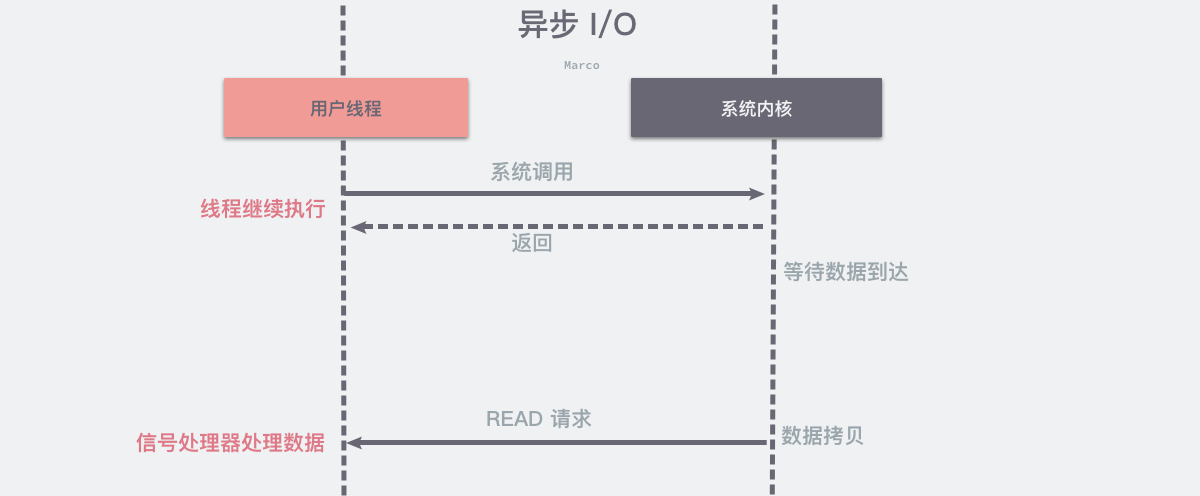 异步 I/O
Marco
用户线程
系统内核
系统调用
线程继续执行
返回
等待数据到达
READ 请求
信号处理器处理数据
数据拷贝